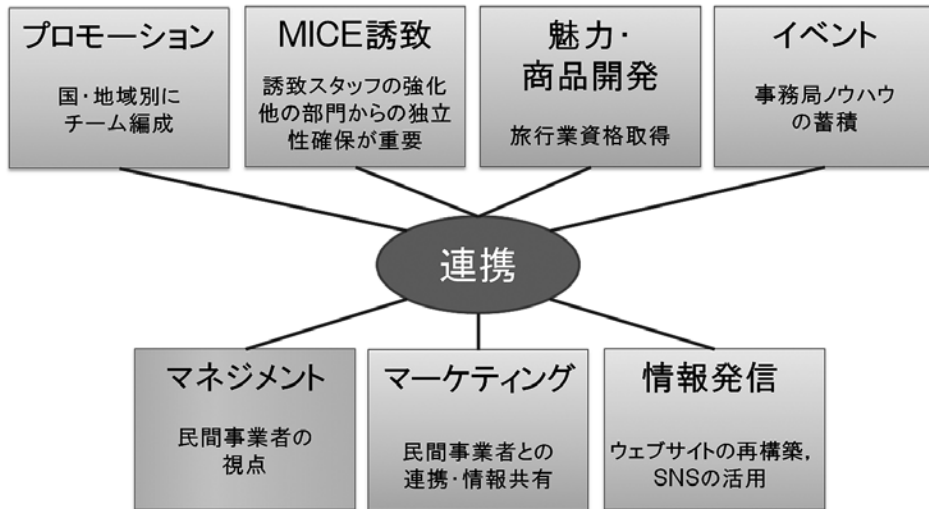 プロモーション
国・地域別に
チーム編成
MICE誘致
誘致スタッフの強化
他の部門からの独立
性確保が重要
魅力・
商品開発
旅行業資格取得
イベント
事務局ノウハウ
の蓄積
連携
マネジメント
民間事業者の
視点
マーケティング
民間事業者との
連携・情報共有
情報発信
ウェブサイトの再構築,
SNSの活用